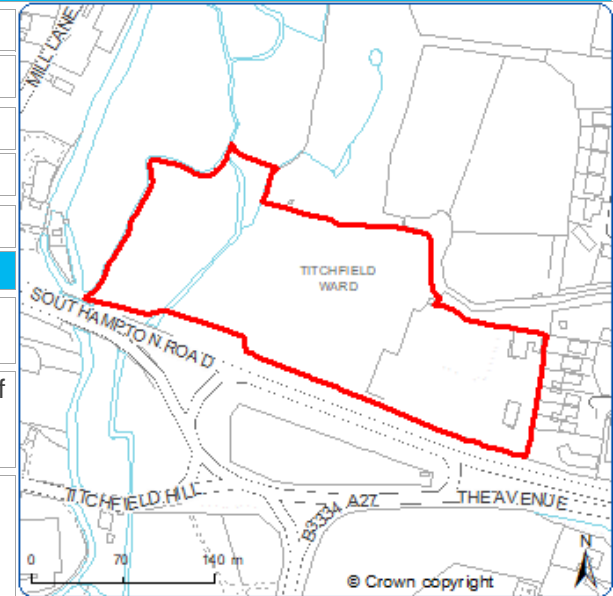 MILL LANE
TITCHFIELD
WARD
SOUTHAMPTON ROAD
f
TITCHFIELD HILL
B3334
A27
THE AVENUE
0 70 140 m
N
© Crown copyright